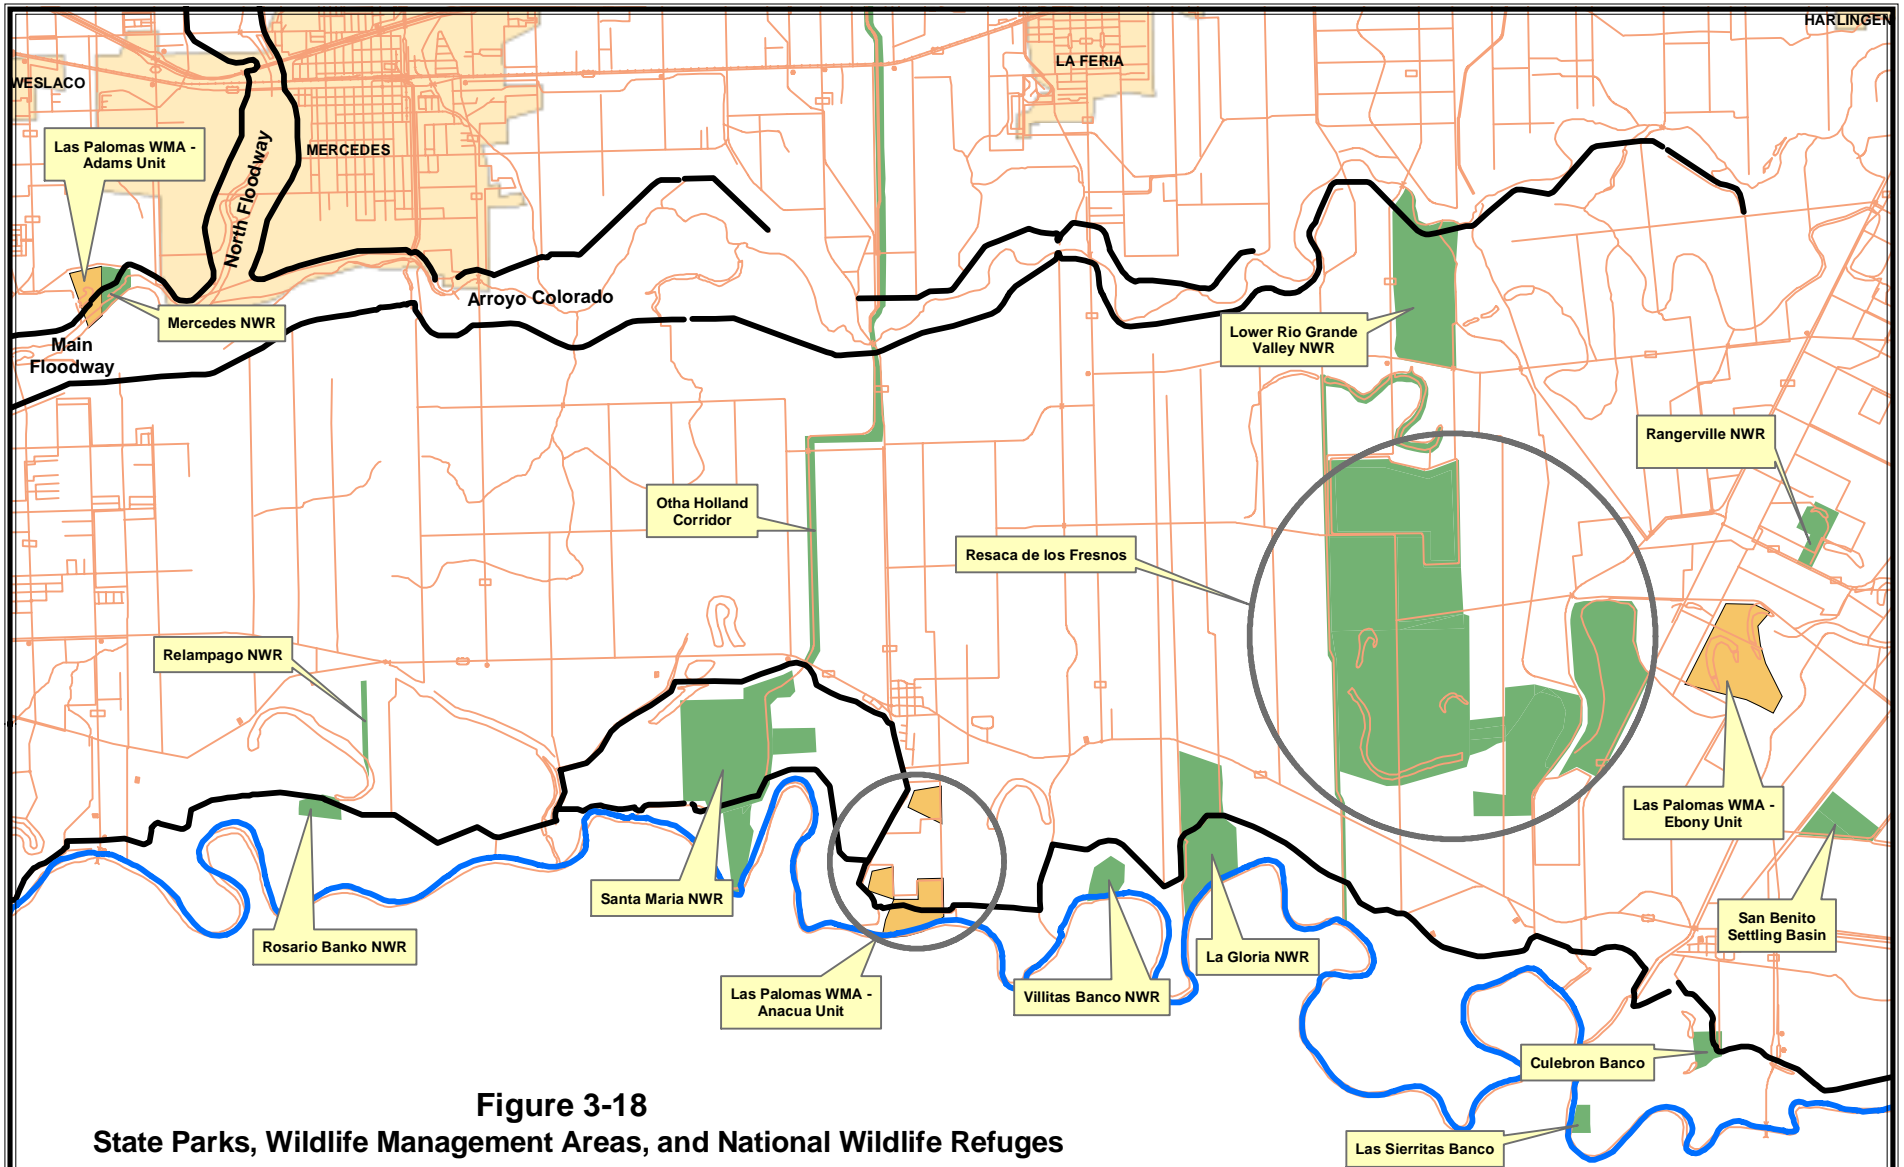 HARLINGEN
LA FERIA
WESLACO
Las Palomas WMA -
Adams Unit
North Floodway
MERCEDES
Arroyo Colorado
Mercedes NWR
Main
Floodway
Lower Rio Grande
Valley NWR
Rangerville NWR
Otha Holland
Corridor
Resaca de los Fresnos
Relampago NWR
Las Palomas WMA -
Ebony Unit
Santa Maria NWR
San Benito
Settling Basin
Rosario Banko NWR
La Gloria NWR
Las Palomas WMA -
Anacua Unit
Villitas Banco NWR
Culebron Banco
Las Sierritas Banco
Figure 3-18
State Parks, Wildlife Management Areas, and National Wildlife Refuges